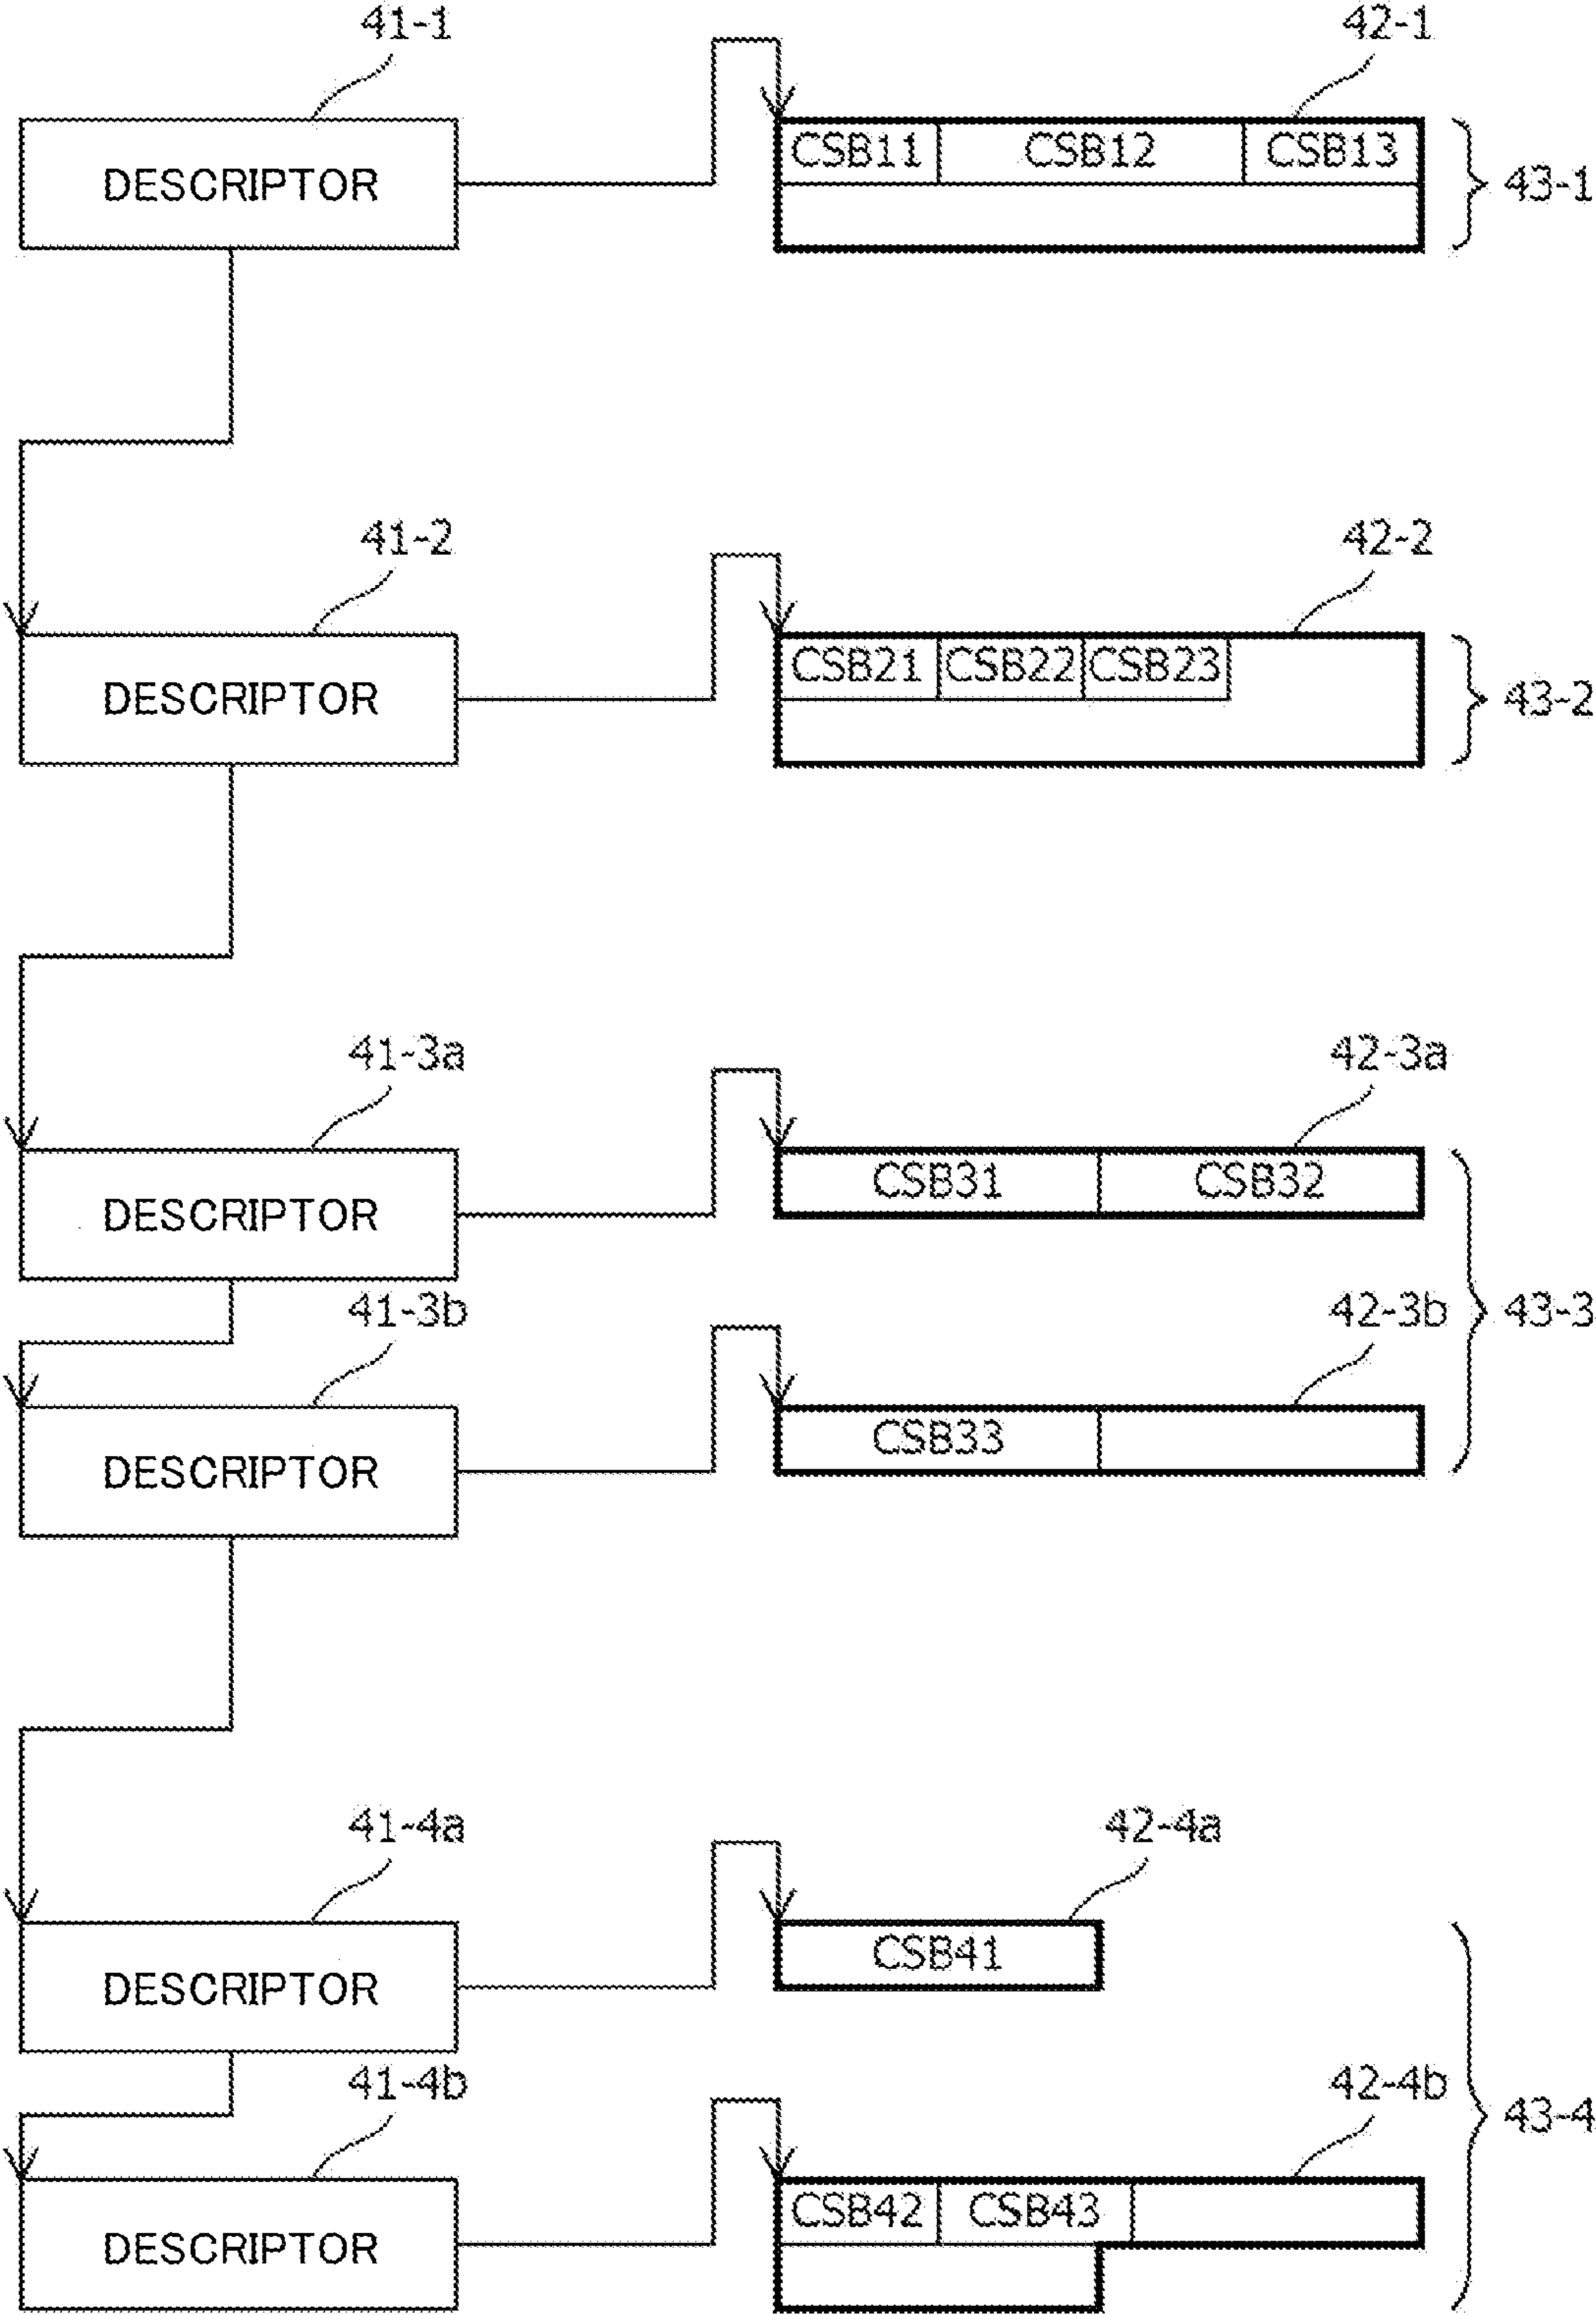 41-1 42-1
DESCRIPTOR CSB11 CSB12 CSB13 43-1
41-2 42-2
DESCRIPTOR CSB21 CSB22 CSB23 43-2
41-3a 42-3a
DESCRIPTOR CSB31 CSB32
41-3b 42-3b 43-3
DESCRIPTOR CSB33
41-4a 42-4a
DESCRIPTOR CSB41
41-4b 42-4b 43-4
DESCRIPTOR CSB42 CSB43